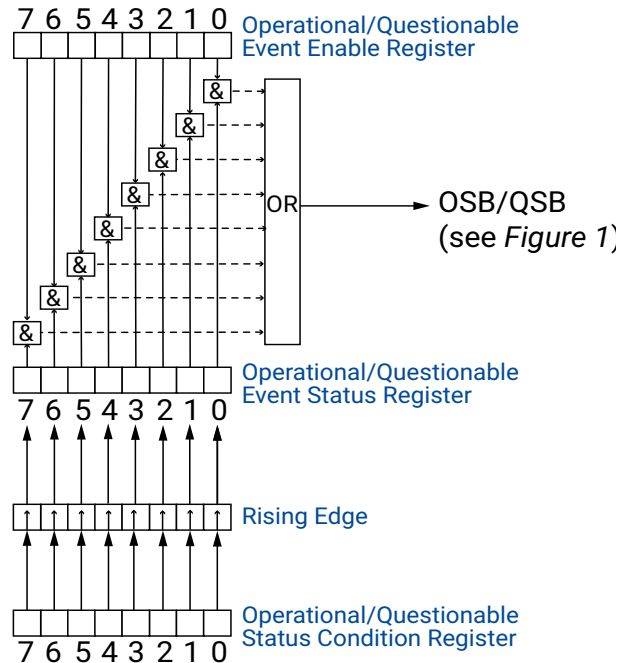 7 6 5 4 3 2 1 0
Operational/Questionable
Event Enable Register
&
&
&
&
&
&
&
&
OR
OSB/QSB
(see Figure 1)
Operational/Questionable
Event Status Register
7 6 5 4 3 2 1 0
Rising Edge
Operational/Questionable
Status Condition Register
7 6 5 4 3 2 1 0